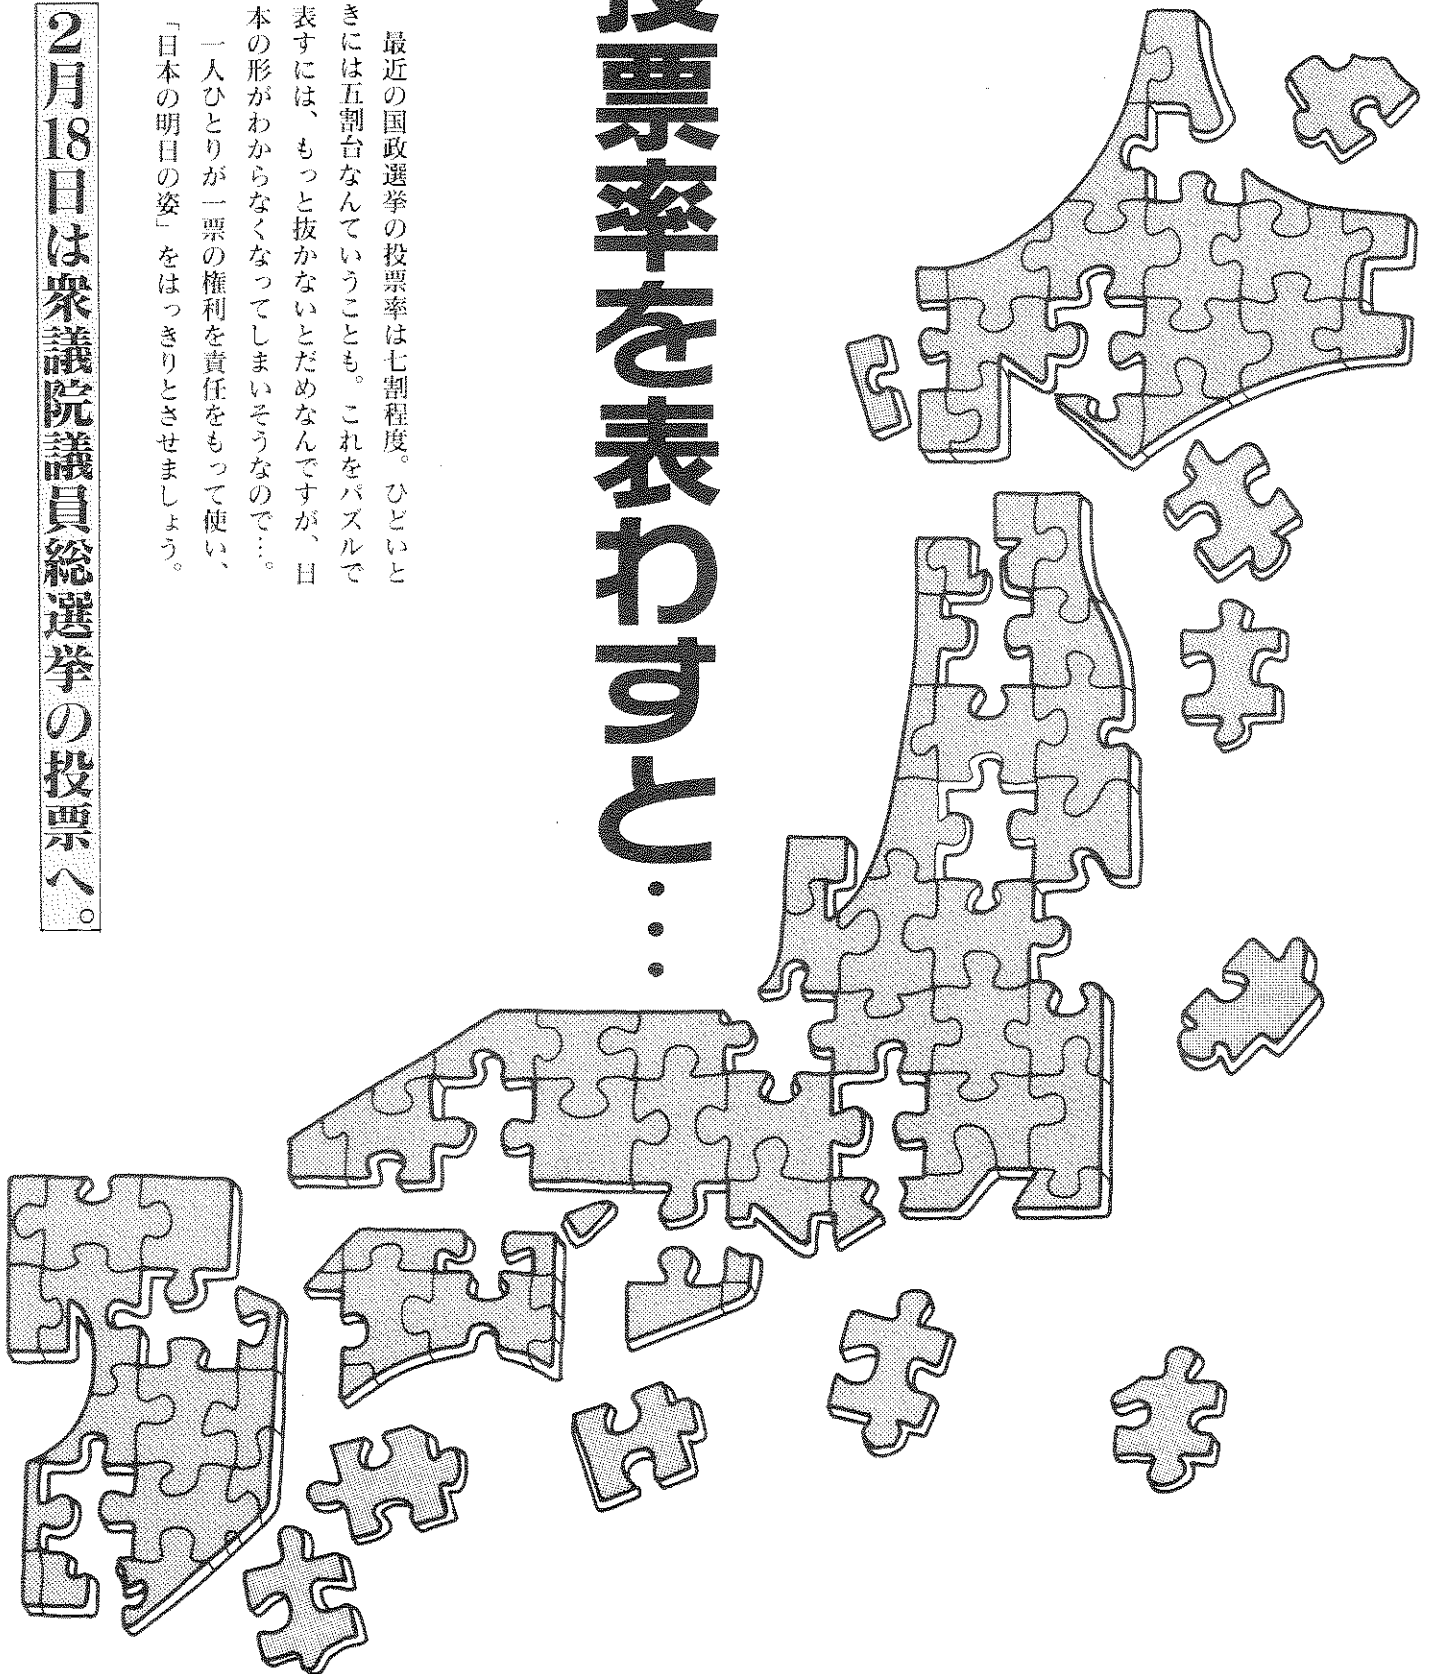 投票率を表わすと…
最近の国政選挙の投票率は七割程度。ひどいと
きには五割台なんていうことも。これをパズルで
表すには、もっと抜かないとだめなんですが、日
本の形がわからなくなってしまいそうなので…。
一人ひとりが一票の権利を責任をもって使い、
「日本の明日の姿」をはっきりとさせましょう。
2月18日は衆議院議員総選挙の投票へ。